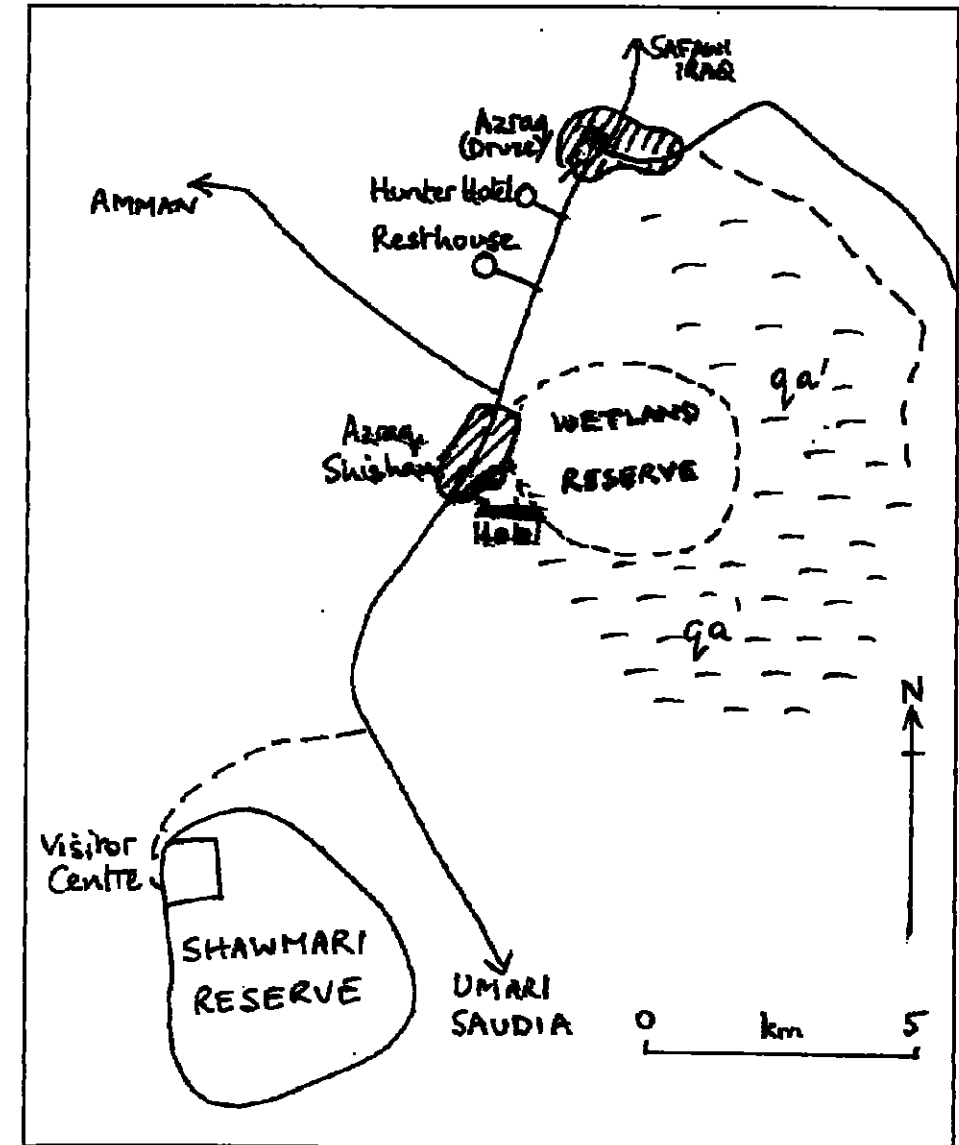 SAFAWI
IRAQ
Azraq
(Druze)
AMMAN
Hunter Hotel
Resthouse
qa'
WETLAND
RESERVE
Azraq
Shishan
Hotel
qa
N
Visitor
Centre
SHAWMARI
RESERVE
UMARI
SAUDIA
0 km 5